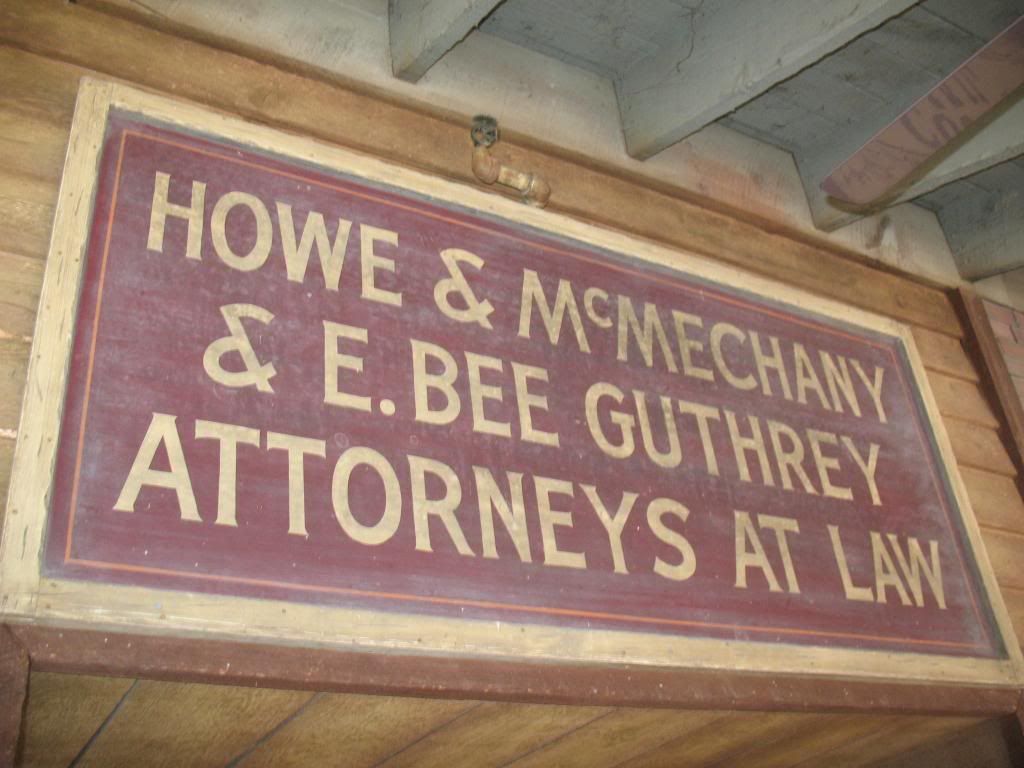 HOWE & McMECHANY
& E. BEE GUTHREY
ATTORNEYS AT LAW